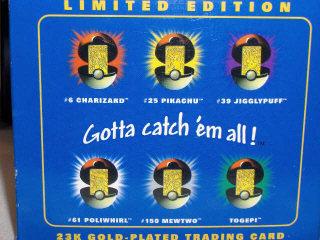 LIMITED EDITION
#6 CHARIZARD™ #25 PIKACHU™ #39 JIGGLYPUFF™
Gotta catch 'em all!™
#61 POLIWHIRL™ #150 MEWTWO™ TOGEPI™
23K GOLD-PLATED TRADING CARD